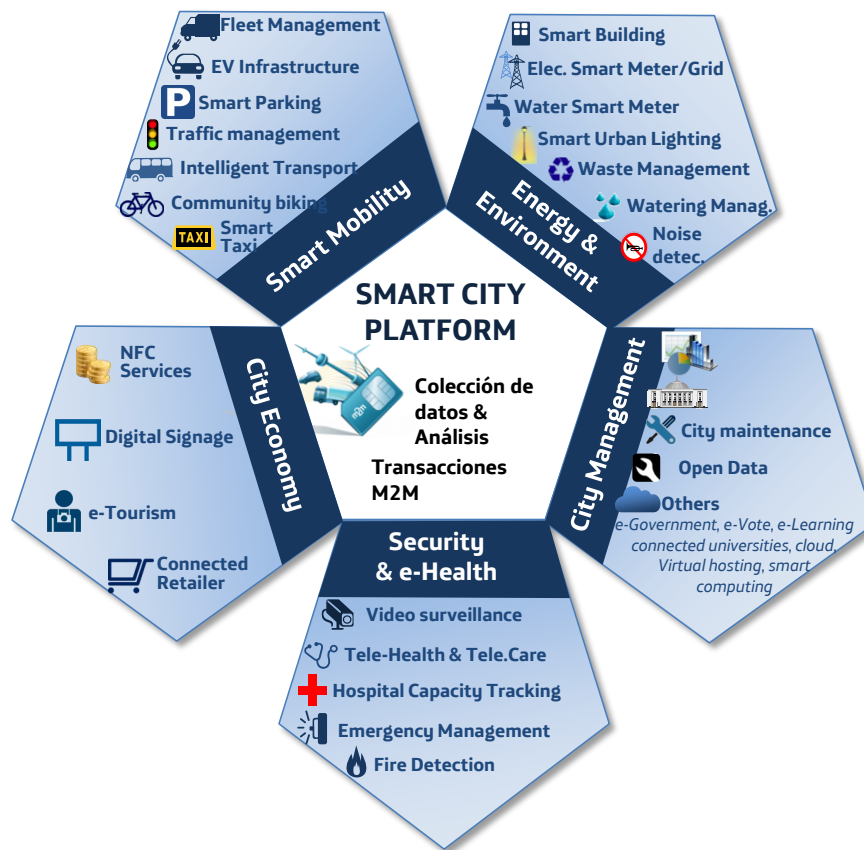 Fleet Management
EV Infrastructure
P
Smart Parking
Traffic management
Intelligent Transport
Community biking
TAXI
Smart
Taxi
Smart Mobility
Smart Building
Elec. Smart Meter/Grid
Water Smart Meter
Smart Urban Lighting
Waste Management
Watering Manag.
Noise
detec.
Energy &
Environment
SMART CITY
PLATFORM
m2m
Colección de
datos &
Análisis
Transacciones
M2M
NFC
Services
Digital Signage
e-Tourism
Connected
Retailer
City Economy
City Management
City maintenance
Open Data
Others
e-Government, e-Vote, e-Learning
connected universities, cloud,
Virtual hosting, smart
computing
Security
& e-Health
Video surveillance
Tele-Health & Tele.Care
Hospital Capacity Tracking
Emergency Management
Fire Detection